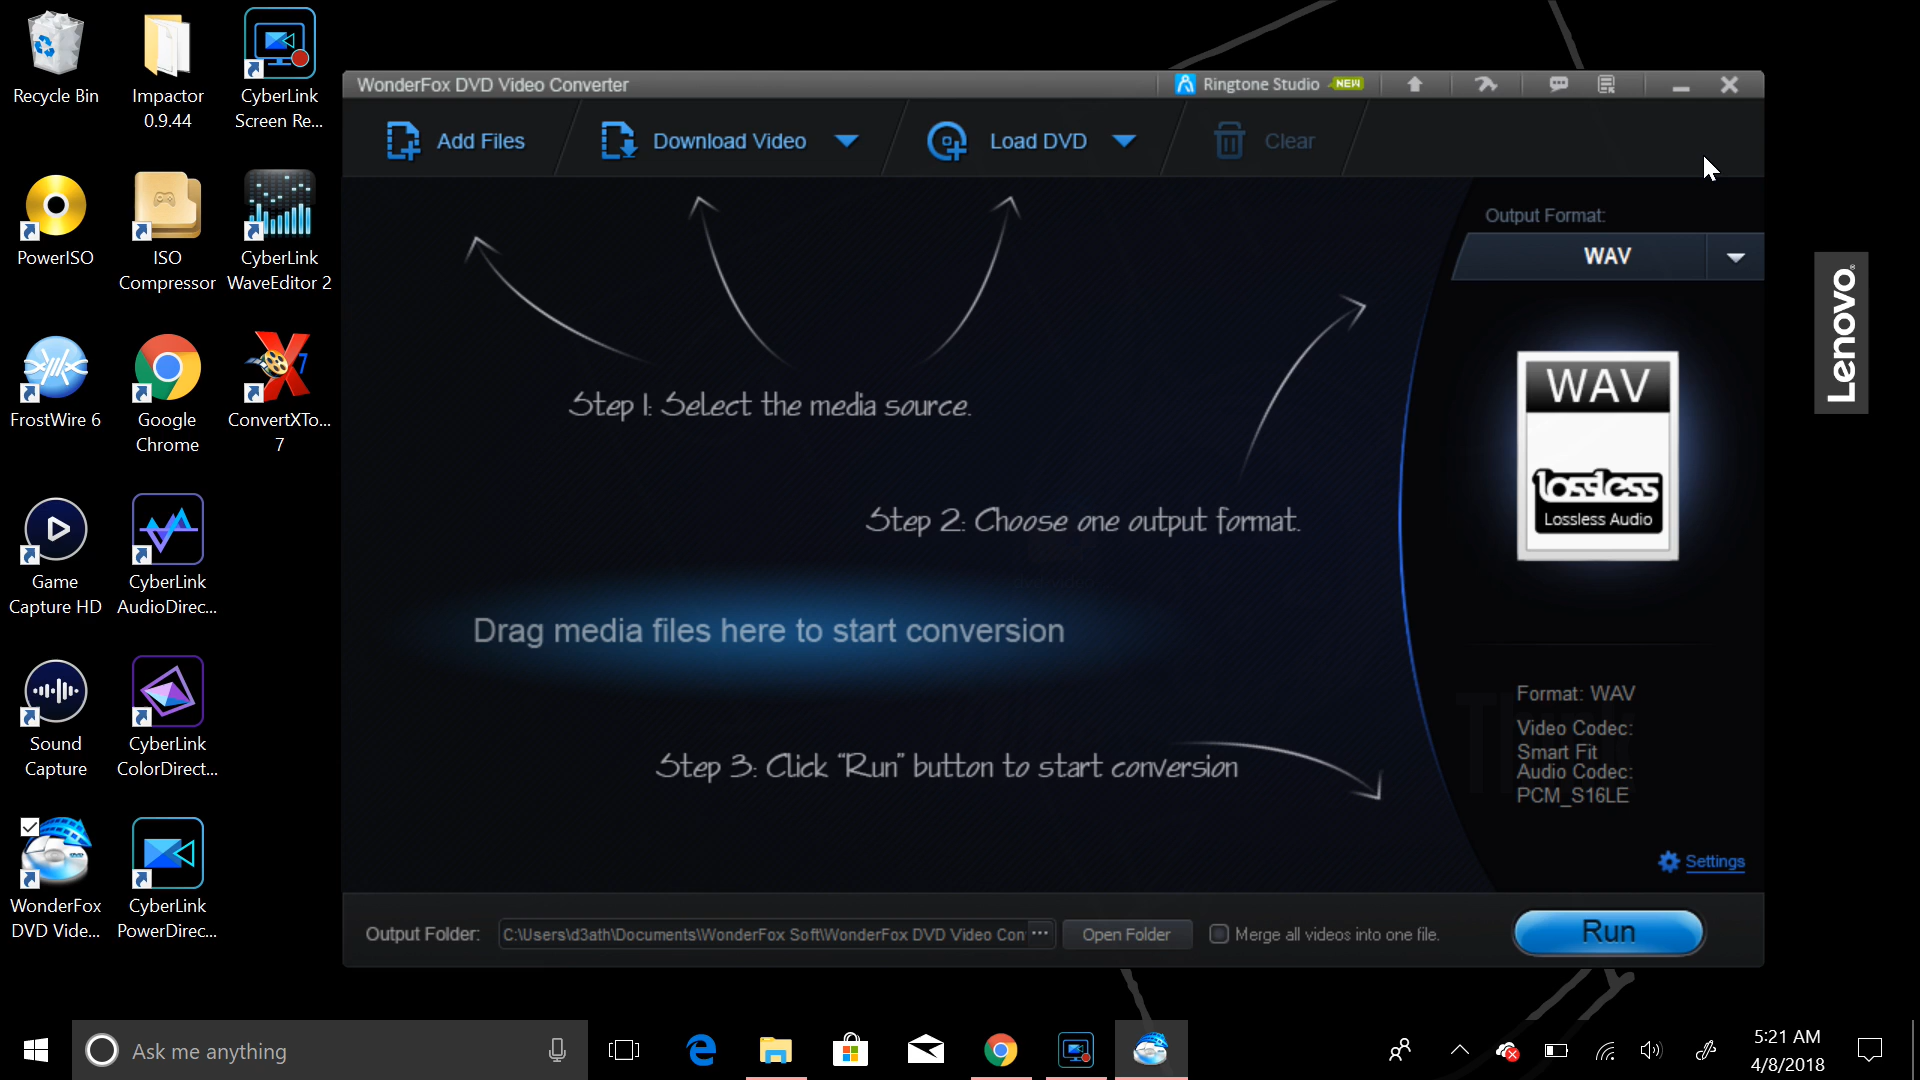 Recycle Bin
Impactor
0.9.44
CyberLink
Screen Re...
PowerISO
ISO
Compressor
CyberLink
WaveEditor 2
FrostWire 6
Google
Chrome
7
ConvertXTo...
7
Game
Capture HD
CyberLink
AudioDirec...
Sound
Capture
CyberLink
ColorDirect...
WonderFox
DVD Vide...
CyberLink
PowerDirec...
WonderFox DVD Video Converter
Ringtone Studio
NEW
Add Files
Download Video
Load DVD
Clear
Output Format:
WAV
Step 1: Select the media source.
Step 2: Choose one output format.
Drag media files here to start conversion
Step 3: Click "Run" button to start conversion
WAV
lossless
Lossless Audio
Format: WAV
Video Codec:
Smart Fit
Audio Codec:
PCM_S16LE
Settings
Output Folder:
C:\Users\d3ath\Documents\WonderFox Soft\WonderFox DVD Video Con
...
Open Folder
Merge all videos into one file.
Run
Lenovo
Ask me anything
5:21 AM
4/8/2018